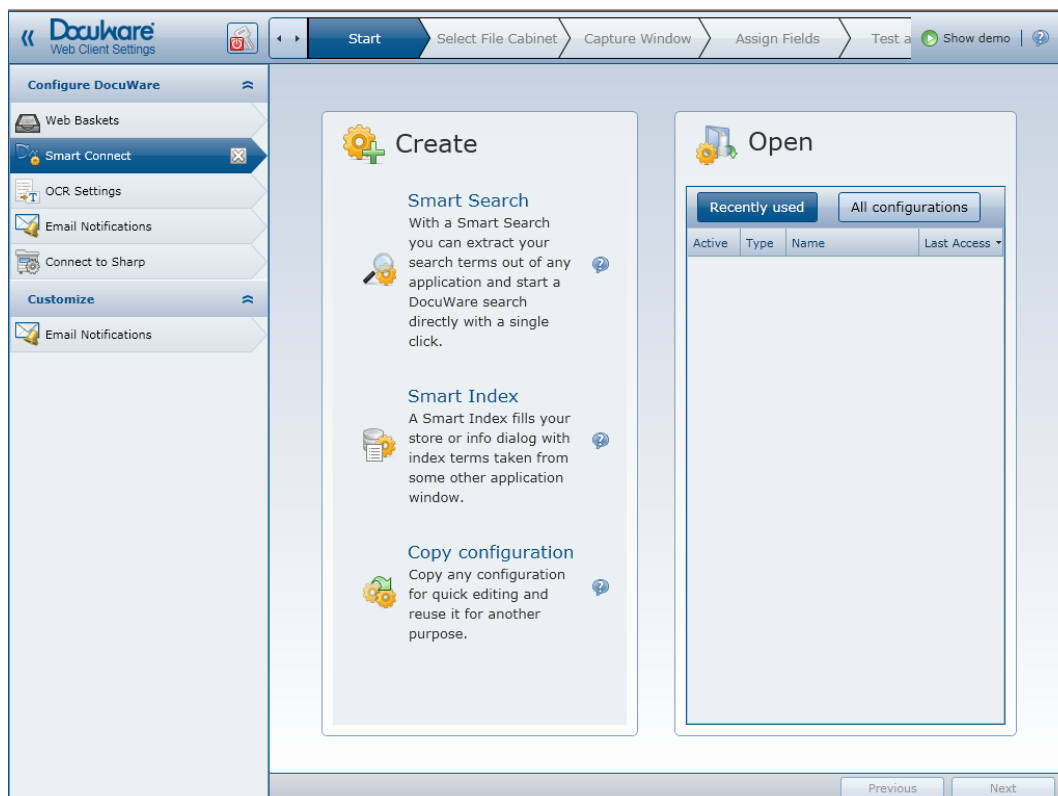 DocuWare
Web Client Settings
Start
Select File Cabinet
Capture Window
Assign Fields
Test a
Show demo
Configure DocuWare
Web Baskets
Smart Connect
OCR Settings
Email Notifications
Connect to Sharp
Customize
Email Notifications
Create
Smart Search
With a Smart Search
you can extract your
search terms out of any
application and start a
DocuWare search
directly with a single
click.
Smart Index
A Smart Index fills your
store or info dialog with
index terms taken from
some other application
window.
Copy configuration
Copy any configuration
for quick editing and
reuse it for another
purpose.
Open
Recently used
All configurations
Active Type Name Last Access
Previous
Next